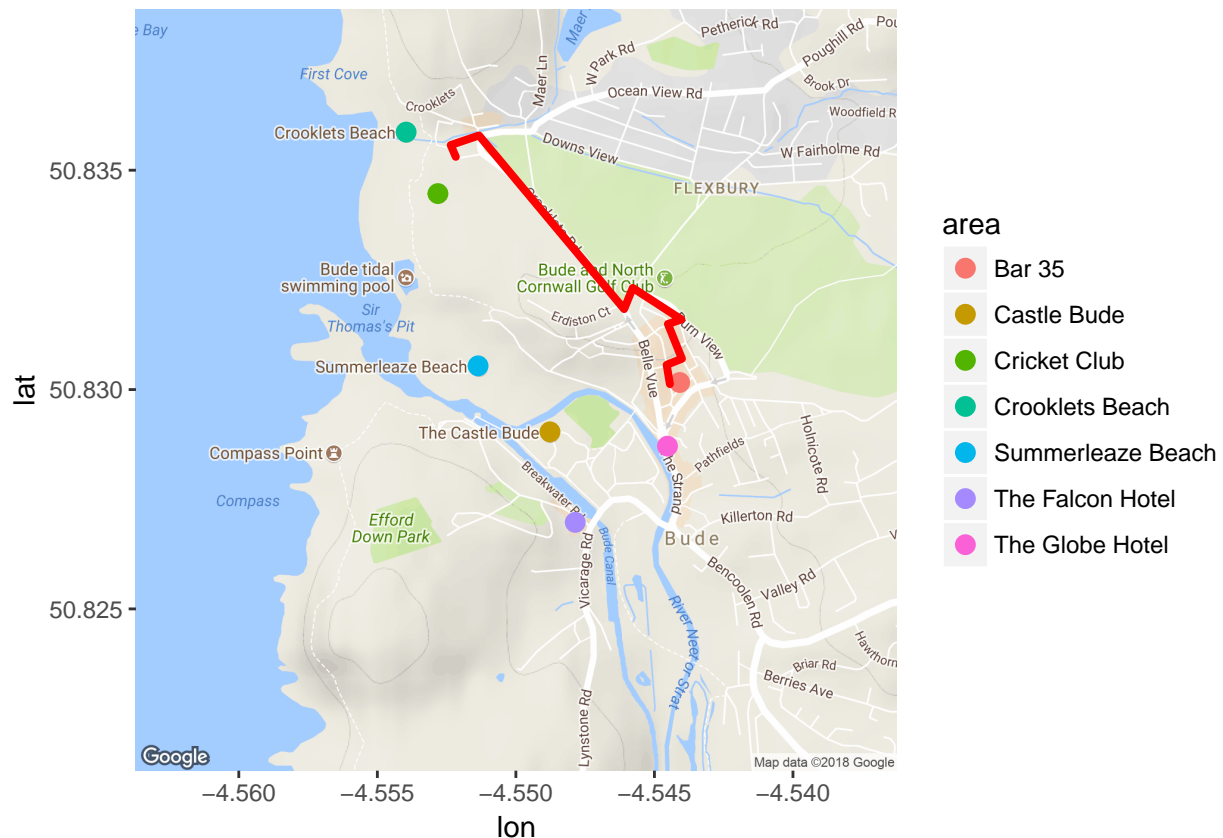 e Bay
First Cove
Maer
Petherick Rd
Pou
Poughill Rd
W Park Rd
Maer Ln
Brook Dr
Crooklets
Ocean View Rd
Woodfield R
Crooklets Beach
Downs View
W Fairholme Rd
FLEXBURY
Crooklets Rd
Bude tidal
swimming pool
Bude and North
Cornwall Golf Club
Sir
Thomas's Pit
Erdiston Ct
Burn View
Belle Vue
Summerleaze Beach
The Castle Bude
Compass Point
Pathfields
Holnicote Rd
he Strand
Breakwater Rd
Compass
Efford
Down Park
Killerton Rd
Bude
Bude Canal
Vicarage Rd
Bencoolen Rd
Valley Rd
River Neet or Strat
Hawthorn
Briar Rd
Berries Ave
Lynstone Rd
Google
Map data ©2018 Google
50.835
50.830
50.825
lat
−4.560
−4.555
−4.550
−4.545
−4.540
lon
area
Bar 35
Castle Bude
Cricket Club
Crooklets Beach
Summerleaze Beach
The Falcon Hotel
The Globe Hotel